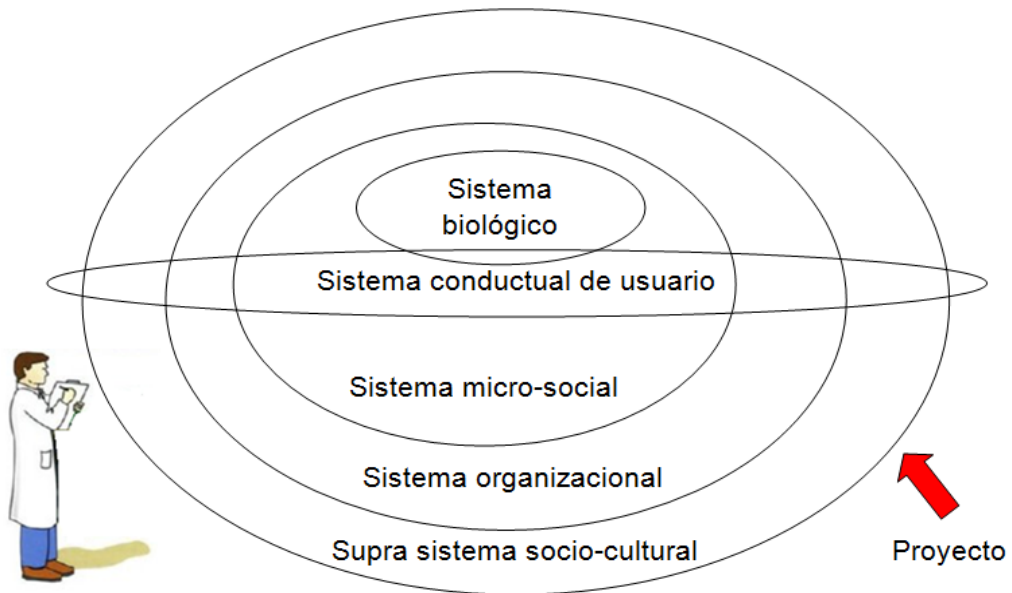 Sistema
biológico
Sistema conductual de usuario
Sistema micro-social
Sistema organizacional
Supra sistema socio-cultural
Proyecto